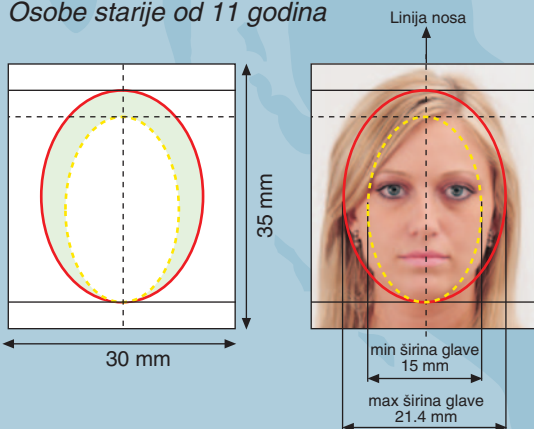 Osobe starije od 11 godina
Linija nosa
35 mm
30 mm
min širina glave
15 mm
max širina glave
21.4 mm